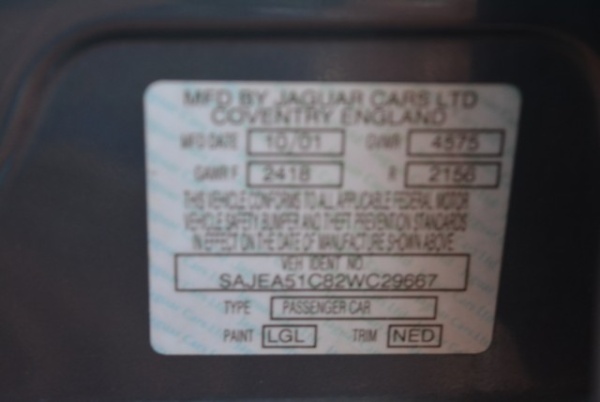 MFD BY JAGUAR CARS LTD
COVENTRY ENGLAND
MFD DATE 10/01 GVWR 4575
GAWR F 2418 R 2156
THIS VEHICLE CONFORMS TO ALL APPLICABLE FEDERAL MOTOR
VEHICLE SAFETY BUMPER AND THEFT PREVENTION STANDARDS
IN EFFECT ON THE DATE OF MANUFACTURE SHOWN ABOVE
VEH IDENT NO
SAJEA51C82WC29667
TYPE PASSENGER CAR
PAINT LGL TRIM NED